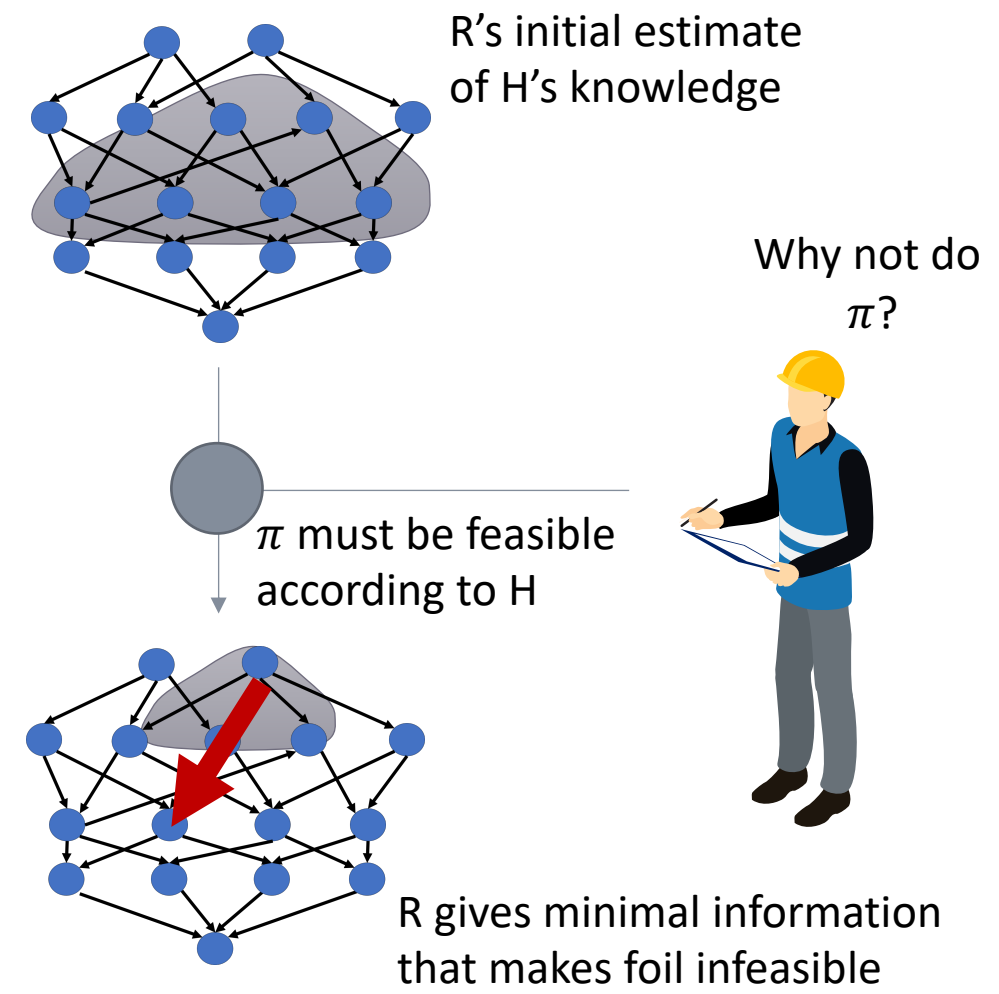 R's initial estimate
of H's knowledge
Why not do
𝜋?
𝜋 must be feasible
according to H
R gives minimal information
that makes foil infeasible